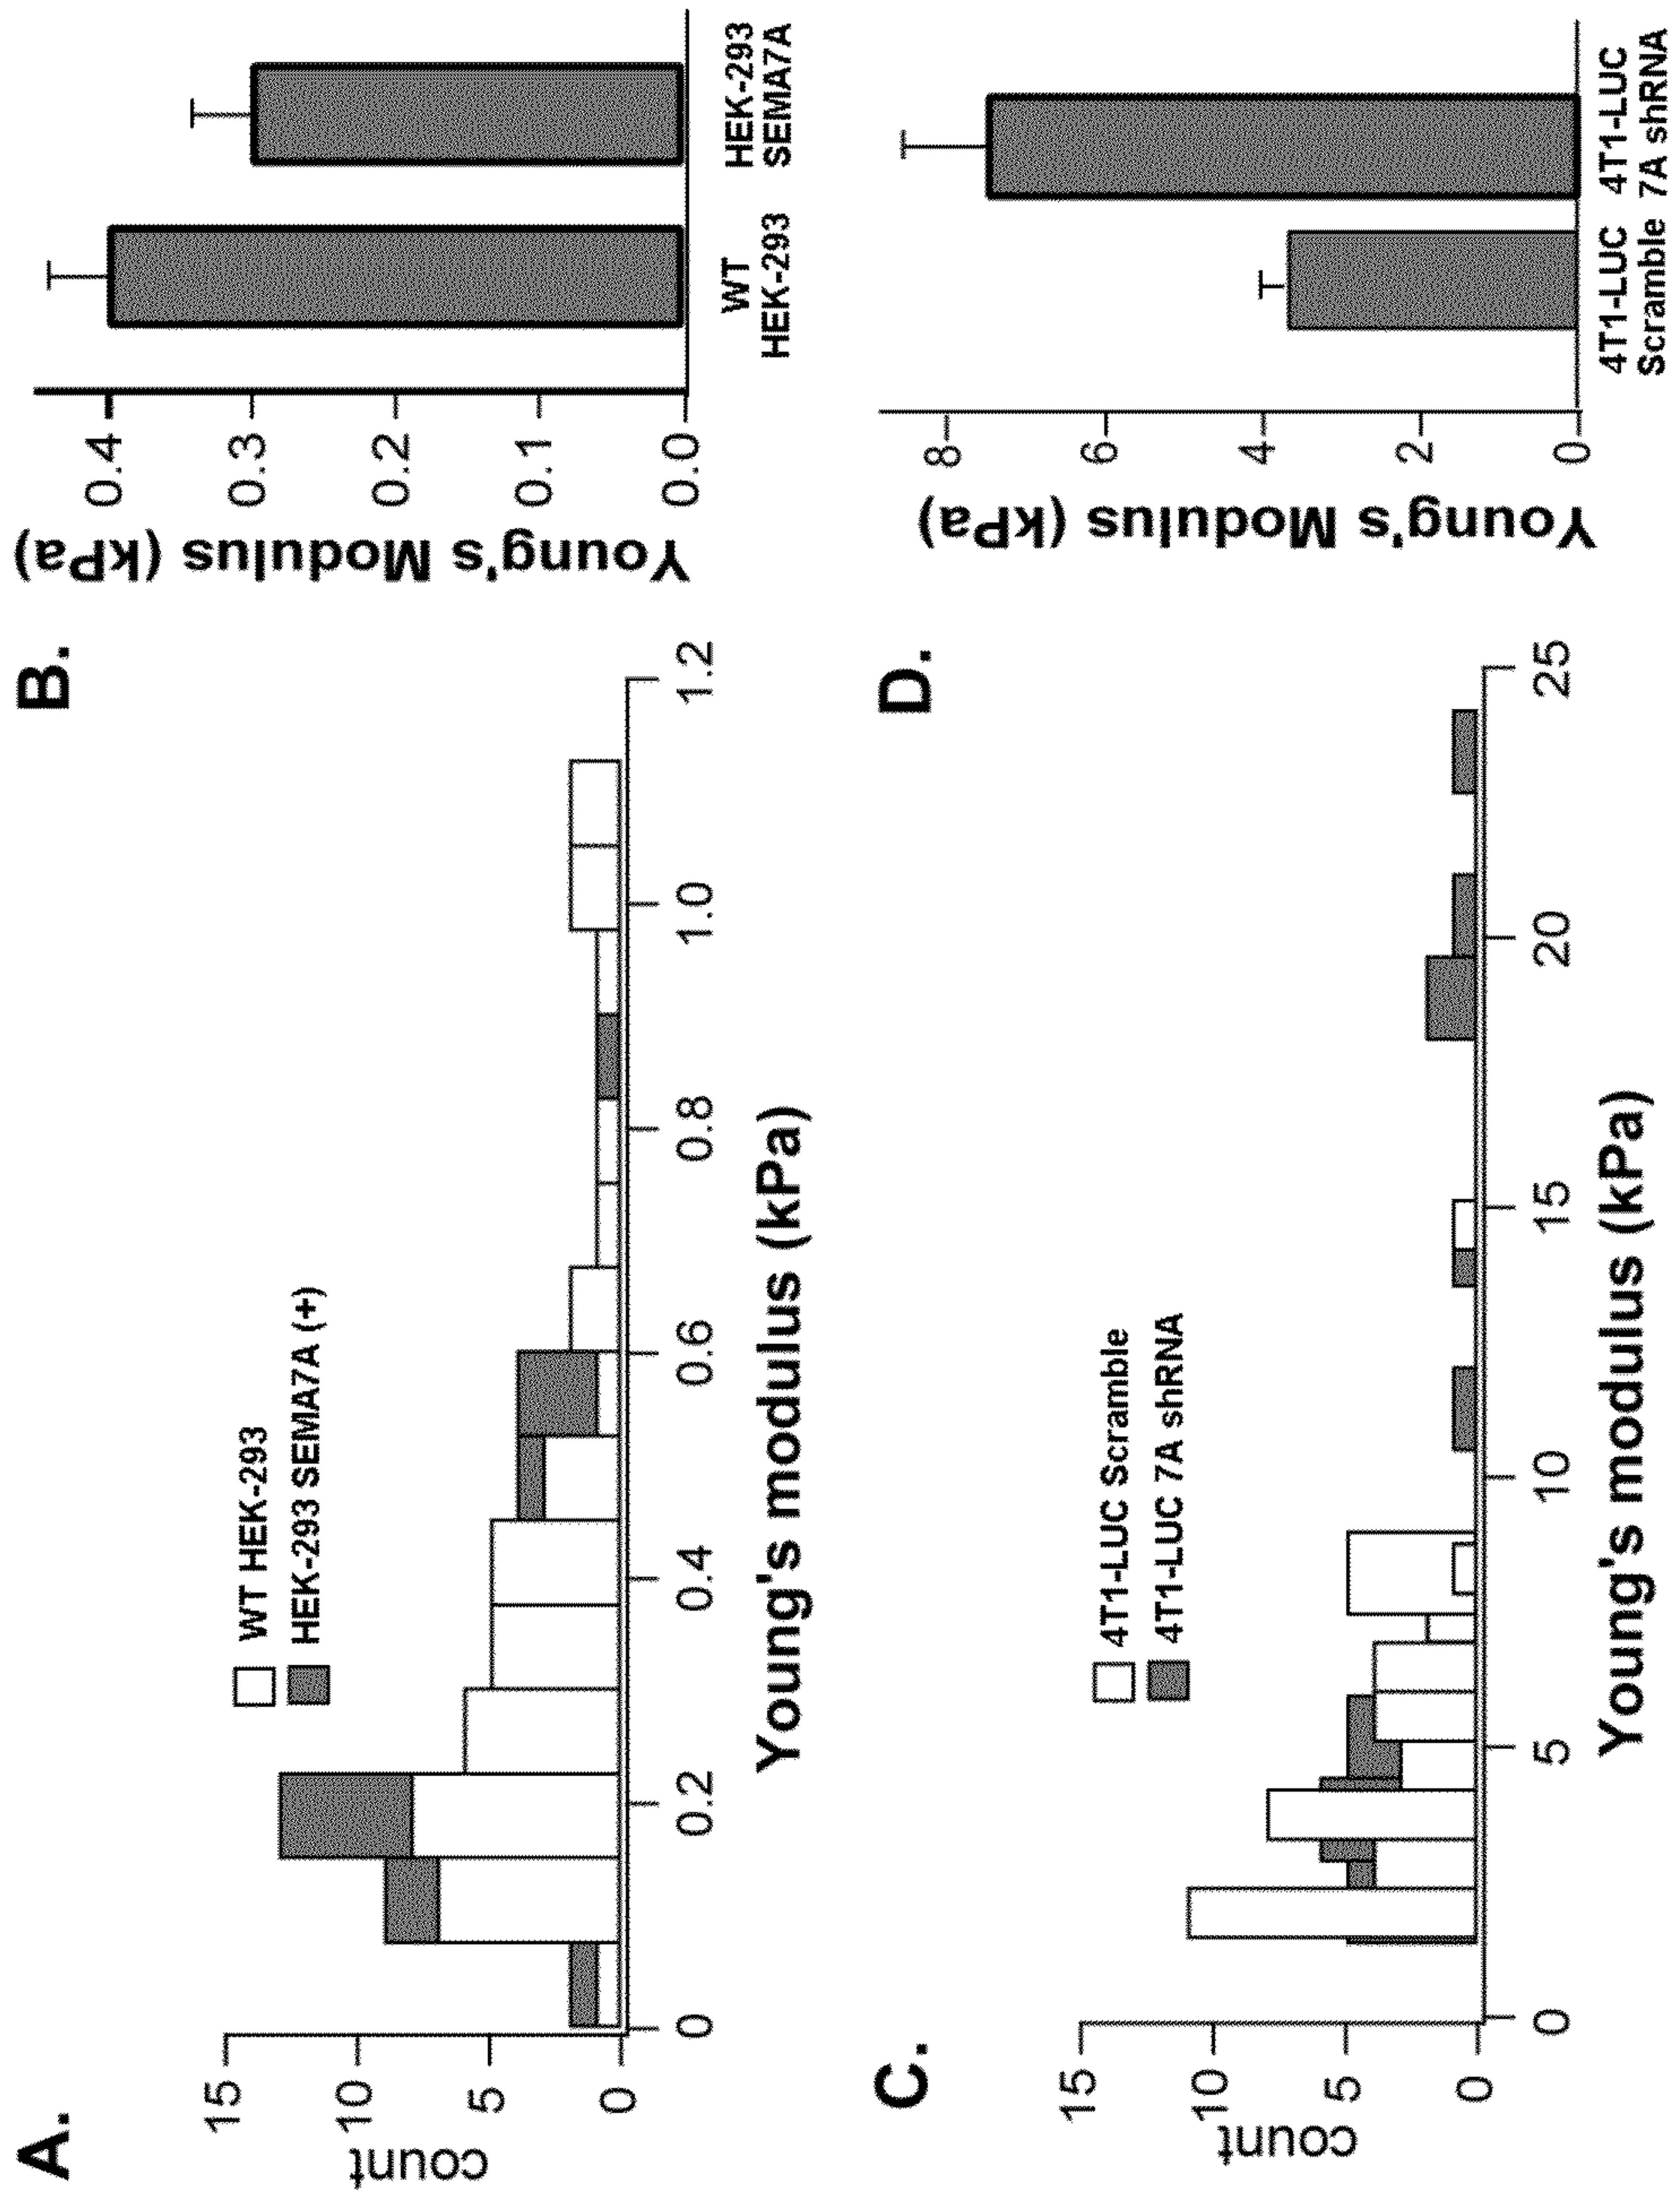 A.
count
15
10
5
0
WT HEK-293
HEK-293 SEMA7A (+)
0
0.2
0.4
0.6
0.8
1.0
1.2
Young's modulus (kPa)
B.
Young's Modulus (kPa)
0.4
0.3
0.2
0.1
0.0
WT
HEK-293
HEK-293
SEMA7A
C.
count
15
10
5
0
4T1-LUC Scramble
4T1-LUC 7A shRNA
0
5
10
15
20
25
Young's modulus (kPa)
D.
Young's Modulus (kPa)
8
6
4
2
0
4T1-LUC
Scramble
4T1-LUC
7A shRNA